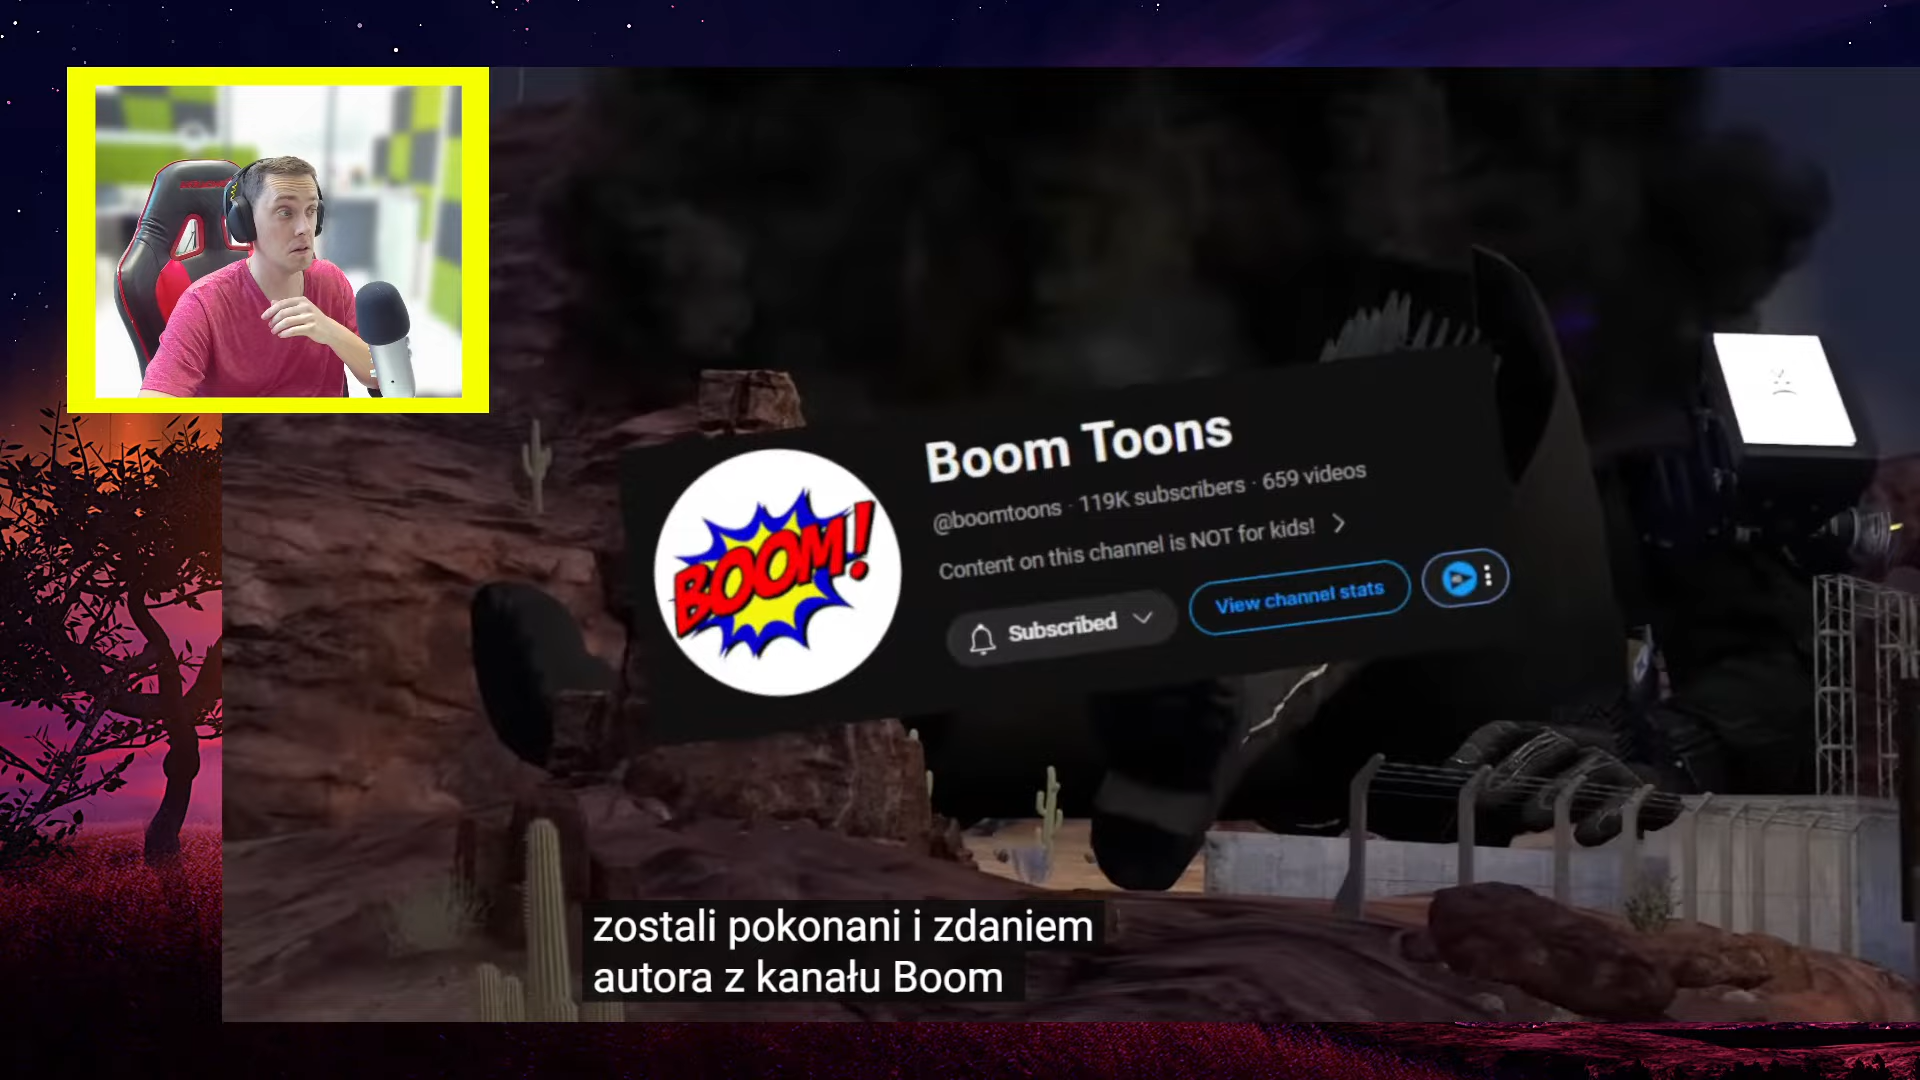 Boom Toons
@boomtoons · 119K subscribers · 659 videos
Content on this channel is NOT for kids!
BOOM!
Subscribed
View channel stats
zostali pokonani i zdaniem
autora z kanału Boom